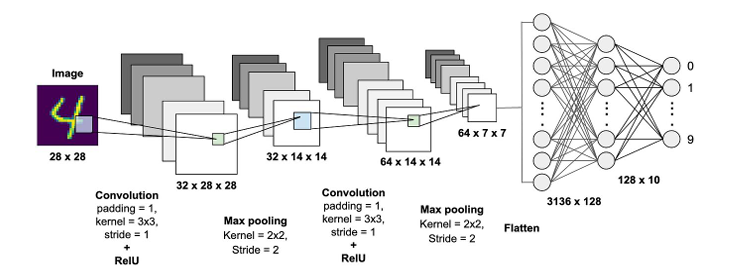 Image
28 x 28
32 x 28 x 28
32 x 14 x 14
64 x 14 x 14
64 x 7 x 7
0
1
9
3136 x 128
128 x 10
Convolution
padding = 1,
kernel = 3x3,
stride = 1
+
RelU
Max pooling
Kernel = 2x2,
Stride = 2
Convolution
padding = 1,
kernel = 3x3,
stride = 1
+
RelU
Max pooling
Kernel = 2x2,
Stride = 2
Flatten